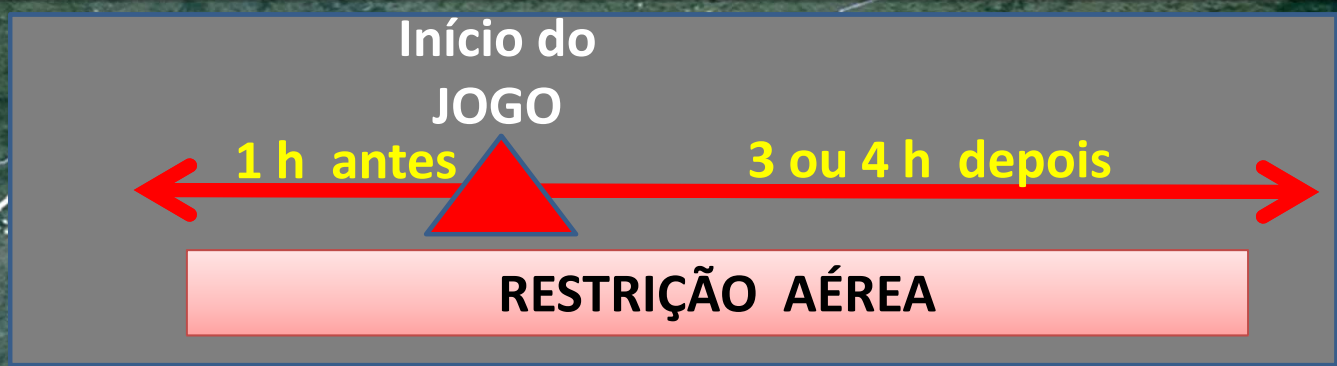 Início do
JOGO
1 h antes
3 ou 4 h depois
RESTRIÇÃO AÉREA